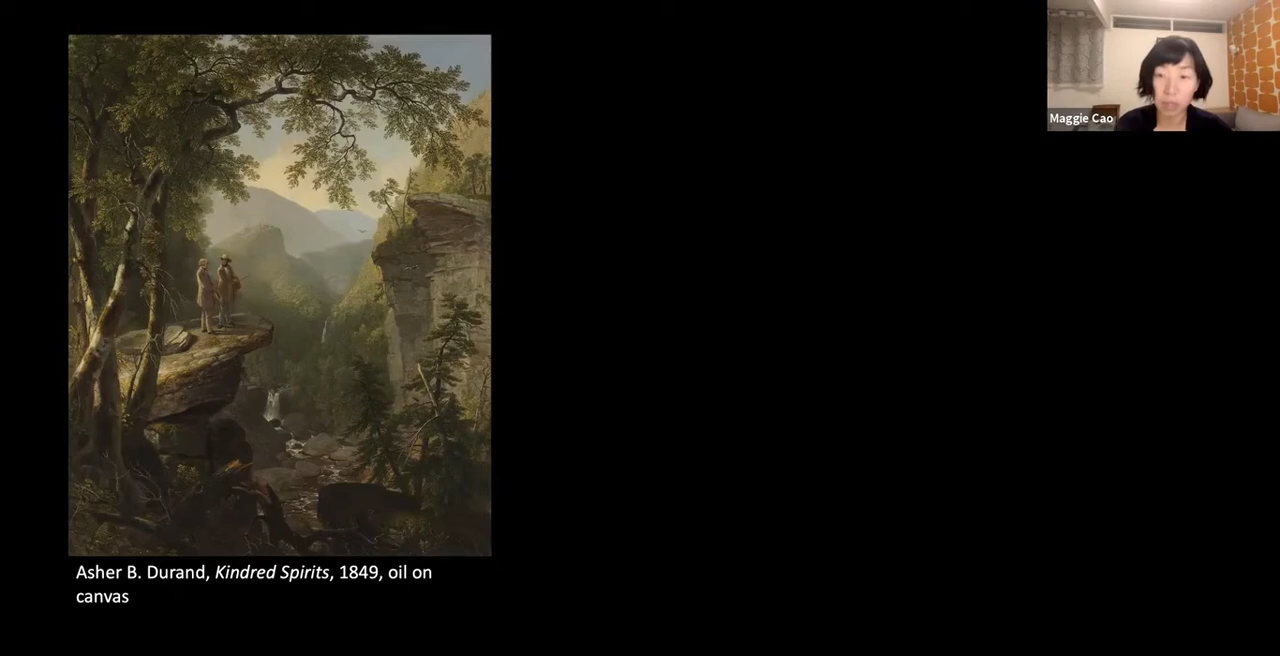 Maggie Cao
Asher B. Durand, Kindred Spirits, 1849, oil on
canvas